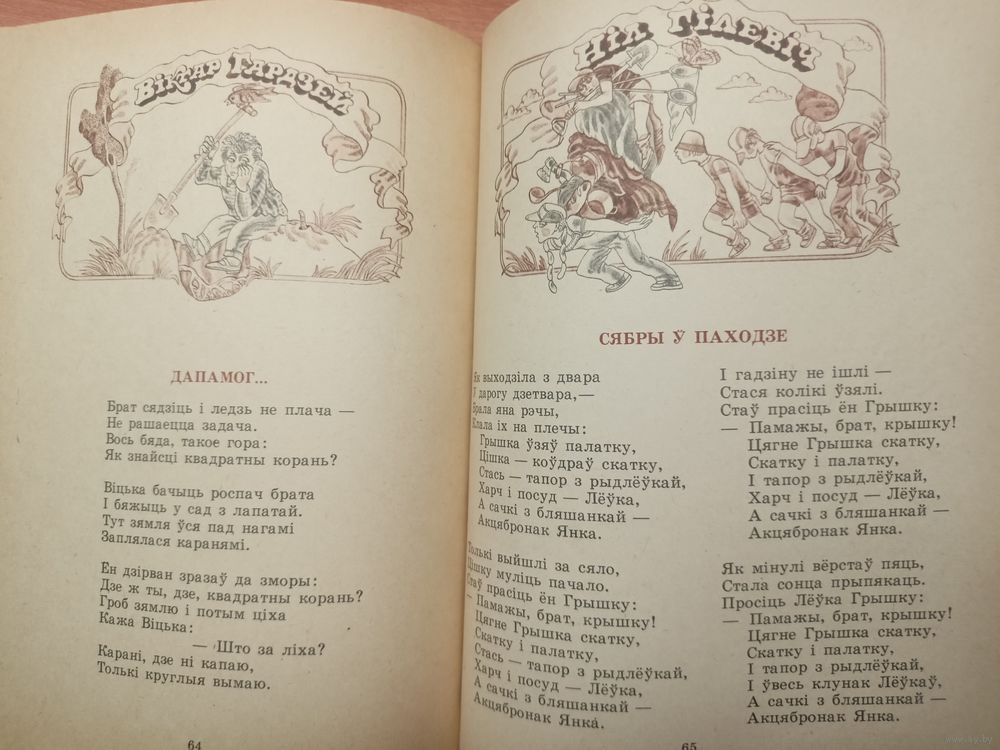 Віктар Гардзей
ДАПАМОГ...
Брат сядзіць і ледзь не плача —
Не рашаецца задача.
Вось бяда, такое гора:
Як знайсці квадратны корань?
Віцька бачыць роспач брата
І бяжыць у сад з лапатай.
Тут зямля ўся пад нагамі
Заплялася каранямі.
Ен дзірван зразаў да зморы:
Дзе ж ты, дзе, квадратны корань?
Гроб зямлю і потым ціха
Кажа Віцька:
— Што за ліха?
Карані, дзе ні капаю,
Толькі круглыя вымаю.
64
Ніл Гілевіч
СЯБРЫ Ў ПАХОДЗЕ
Як выходзіла з двара
У дарогу дзетвара,—
Брала яна рэчы,
Клала іх на плечы:
Грышка ўзяў палатку,
Цішка — коўдраў скатку,
Стась — тапор з рыдлёўкай,
Харч і посуд — Лёўка,
А сачкі з бляшанкай —
Акцябронак Янка.
Толькі выйшлі за сяло,
Цішку муліць пачало.
Стаў прасіць ён Грышку:
— Памажы, брат, крышку!
Цягне Грышка скатку,
Скатку і палатку,
Стась — тапор з рыдлёўкай,
Харч і посуд — Лёўка,
А сачкі з бляшанкай —
Акцябронак Янка.
І гадзіну не ішлі —
Стася колікі ўзялі.
Стаў прасіць ён Грышку:
— Памажы, брат, крышку!
Цягне Грышка скатку,
Скатку і палатку,
І тапор з рыдлёўкай,
Харч і посуд — Лёўка,
А сачкі з бляшанкай —
Акцябронак Янка.
Як мінулі вёрстаў пяць,
Стала сонца прыпякаць.
Просіць Лёўка Грышку:
— Памажы, брат, крышку!
Цягне Грышка скатку,
Скатку і палатку,
І тапор з рыдлёўкай,
І ўвесь клунак Лёўкаў,
А сачкі з бляшанкай —
Акцябронак Янка.
65
www.ay.by